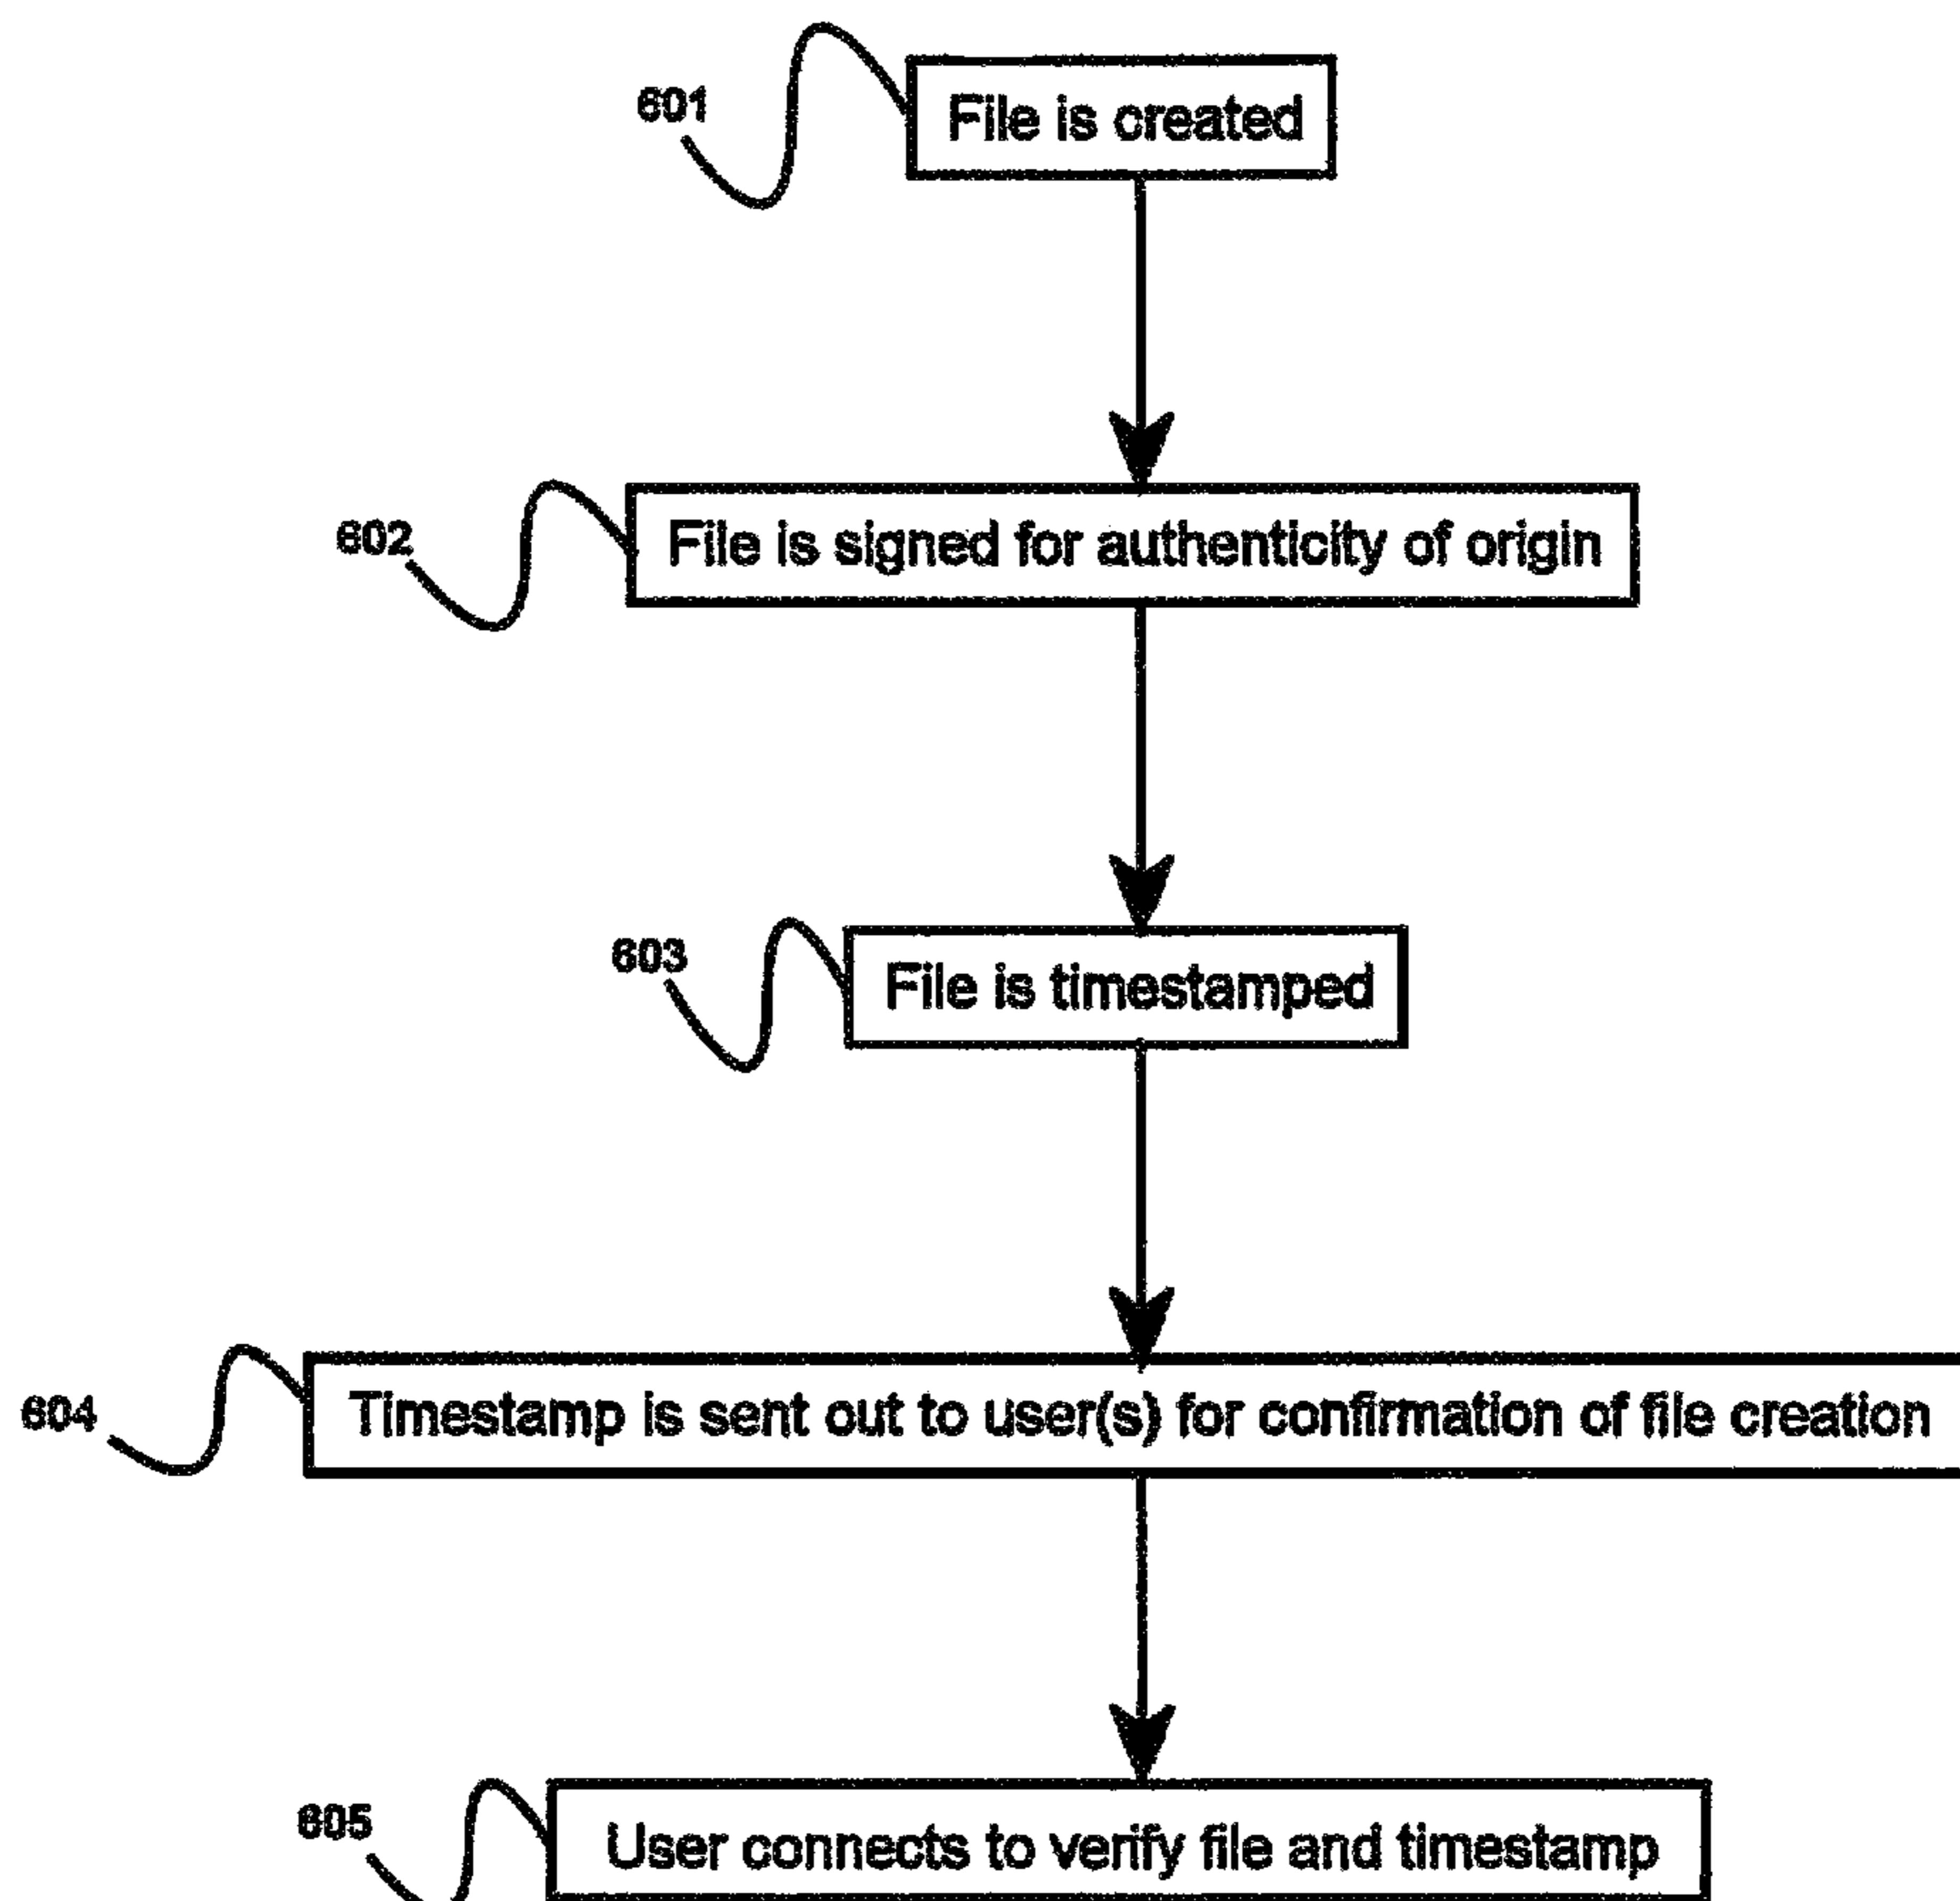 601
File is created
602
File is signed for authenticity of origin
603
File is timestamped
604
Timestamp is sent out to user(s) for confirmation of file creation
605
User connects to verify file and timestamp